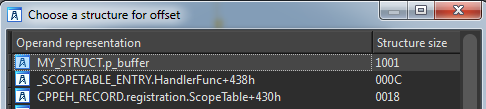 Choose a structure for offset
Operand representation Structure size
MY_STRUCT.p_buffer 1001
_SCOPETABLE_ENTRY.HandlerFunc+438h 000C
CPPEH_RECORD.registration.ScopeTable+430h 0018